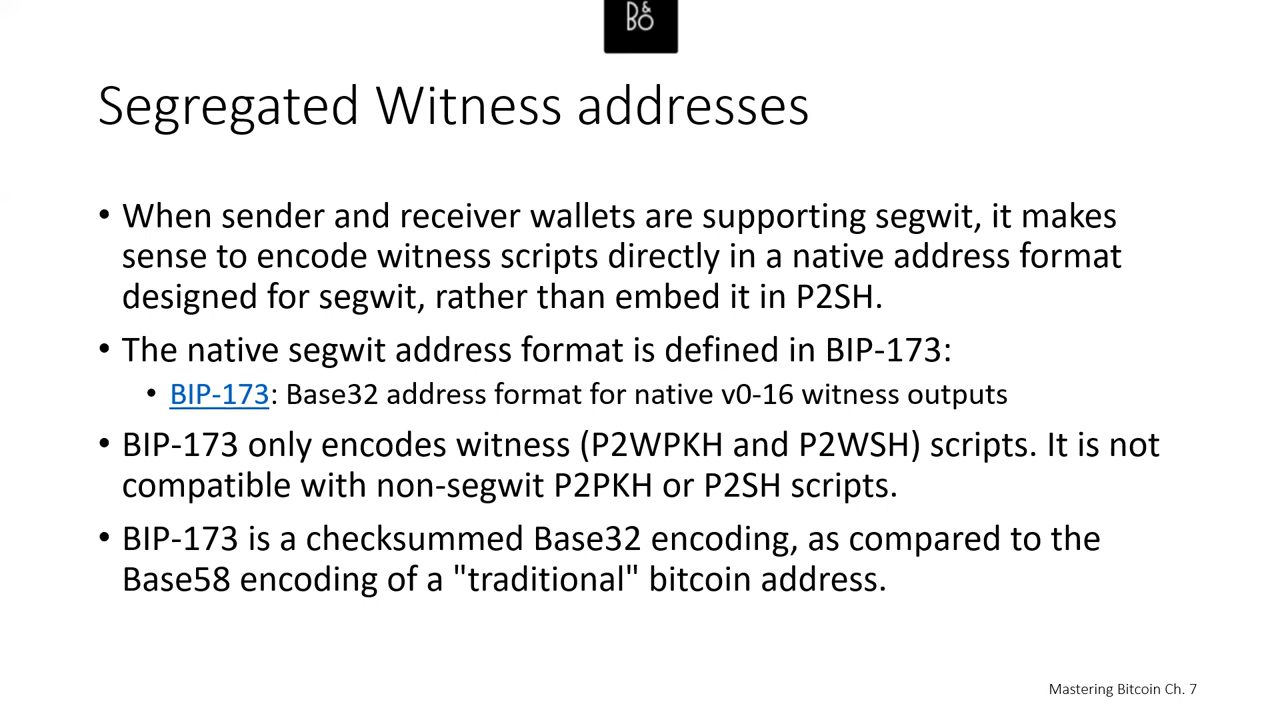 B&O
Segregated Witness addresses
• When sender and receiver wallets are supporting segwit, it makes
sense to encode witness scripts directly in a native address format
designed for segwit, rather than embed it in P2SH.
• The native segwit address format is defined in BIP-173:
• BIP-173: Base32 address format for native v0-16 witness outputs
• BIP-173 only encodes witness (P2WPKH and P2WSH) scripts. It is not
compatible with non-segwit P2PKH or P2SH scripts.
• BIP-173 is a checksummed Base32 encoding, as compared to the
Base58 encoding of a "traditional" bitcoin address.
Mastering Bitcoin Ch. 7